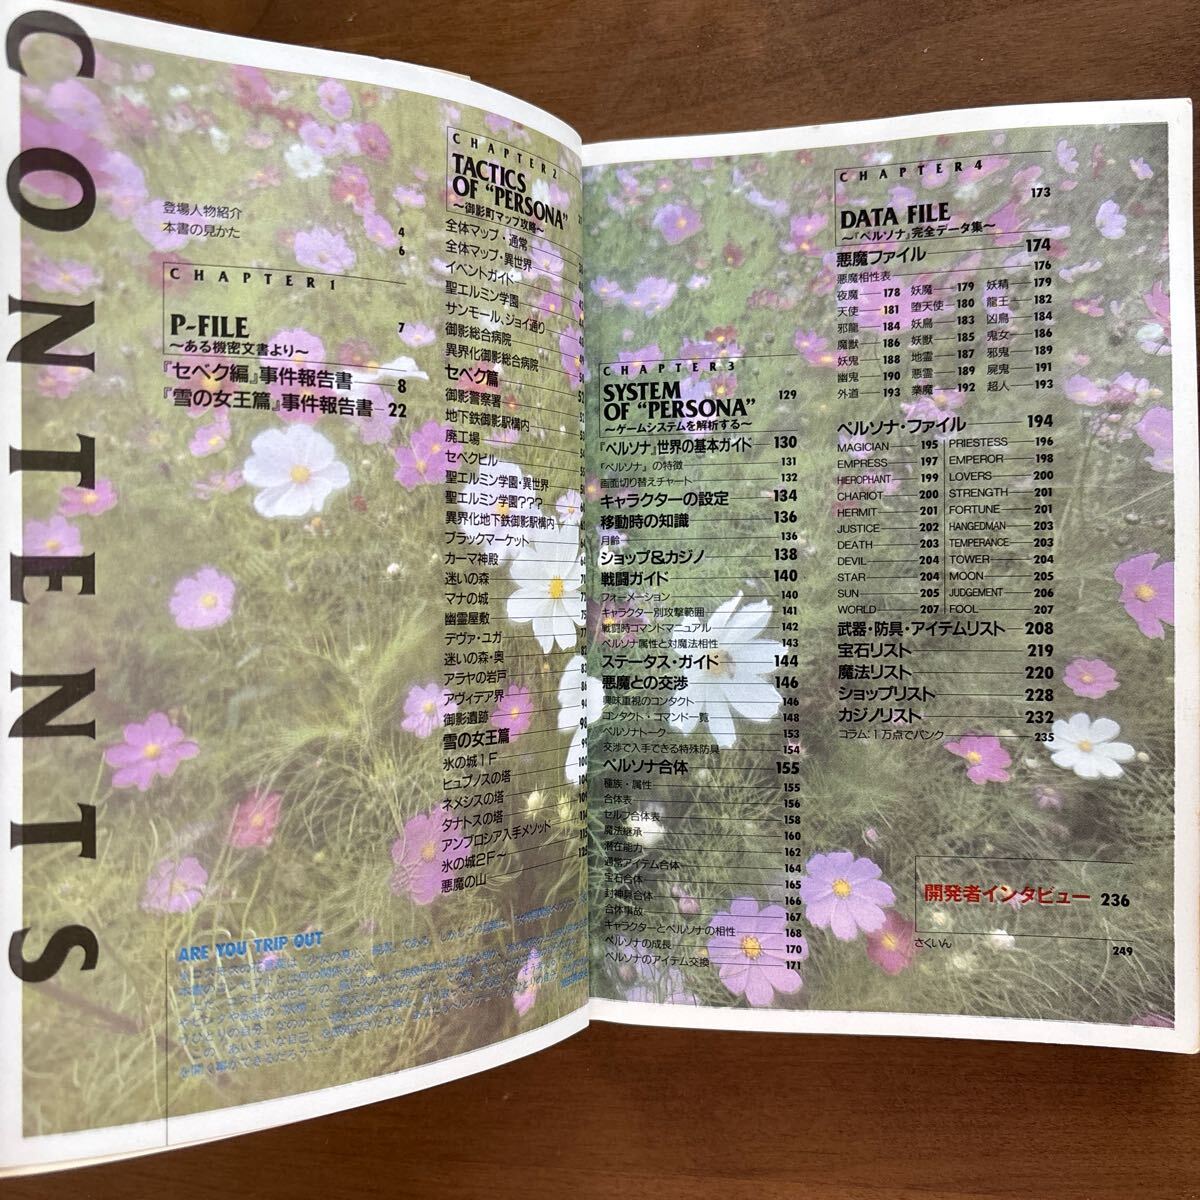 CONTENTS
登場人物紹介 4
本書の見かた 6
CHAPTER 1
P-FILE 7
〜ある機密文書より〜
『セベク編』事件報告書 8
『雪の女王篇』事件報告書 22
CHAPTER 2
TACTICS
OF “PERSONA”
〜御影町マップ攻略〜
全体マップ・通常
全体マップ・異世界
イベントガイド
聖エルミン学園
サンモール、ジョイ通り
御影総合病院
異界化御影総合病院
セベク篇
御影警察署
地下鉄御影駅構内
廃工場
セベクビル
聖エルミン学園・異世界
聖エルミン学園???
異界化地下鉄御影駅構内
ブラックマーケット
カーマ神殿
迷いの森
マナの城
幽霊屋敷
デヴァ・ユガ
迷いの森・奥
アラヤの岩戸
アヴィデア界
御影遺跡
雪の女王篇
氷の城1F
ヒュプノスの塔
ネメシスの塔
タナトスの塔
アンブロシア入手メソッド
氷の城2F〜
悪魔の山
ARE YOU TRIP OUT
CHAPTER 3
SYSTEM
OF “PERSONA” 129
〜ゲームシステムを解析する〜
『ペルソナ』世界の基本ガイド 130
『ペルソナ』の特徴 131
画面切り替えチャート 132
キャラクターの設定 134
移動時の知識 136
月齢 136
ショップ&カジノ 138
戦闘ガイド 140
フォーメーション 140
キャラクター別攻撃範囲 141
戦闘時コマンドマニュアル 142
ペルソナ属性と対魔法相性 143
ステータス・ガイド 144
悪魔との交渉 146
興味重視のコンタクト 146
コンタクト・コマンド一覧 148
ペルソナトーク 153
交渉で入手できる特殊防具 154
ペルソナ合体 155
種族・属性 155
合体表 156
セルフ合体表 158
魔法継承 160
潜在能力 162
通常アイテム合体 164
宝石合体 165
封神具合体 166
合体事故 167
キャラクターとペルソナの相性 168
ペルソナの成長 170
ペルソナのアイテム交換 171
CHAPTER 4
173
DATA FILE
〜『ペルソナ』完全データ集〜
悪魔ファイル 174
悪魔相性表 176
夜魔 178 妖魔 179 妖精 179
天使 181 堕天使 180 龍王 182
邪龍 184 妖鳥 183 凶鳥 184
魔獣 186 妖獣 185 鬼女 186
妖鬼 188 地霊 187 邪鬼 189
幽鬼 190 悪霊 189 屍鬼 191
外道 193 業魔 192 超人 193
ペルソナ・ファイル 194
MAGICIAN 195 PRIESTESS 196
EMPRESS 197 EMPEROR 198
HIEROPHANT 199 LOVERS 200
CHARIOT 200 STRENGTH 201
HERMIT 201 FORTUNE 201
JUSTICE 202 HANGEDMAN 203
DEATH 203 TEMPERANCE 203
DEVIL 204 TOWER 204
STAR 204 MOON 205
SUN 205 JUDGEMENT 206
WORLD 207 FOOL 207
武器・防具・アイテムリスト 208
宝石リスト 219
魔法リスト 220
ショップリスト 228
カジノリスト 232
コラム：1万点でパンク 235
開発者インタビュー 236
さくいん 249